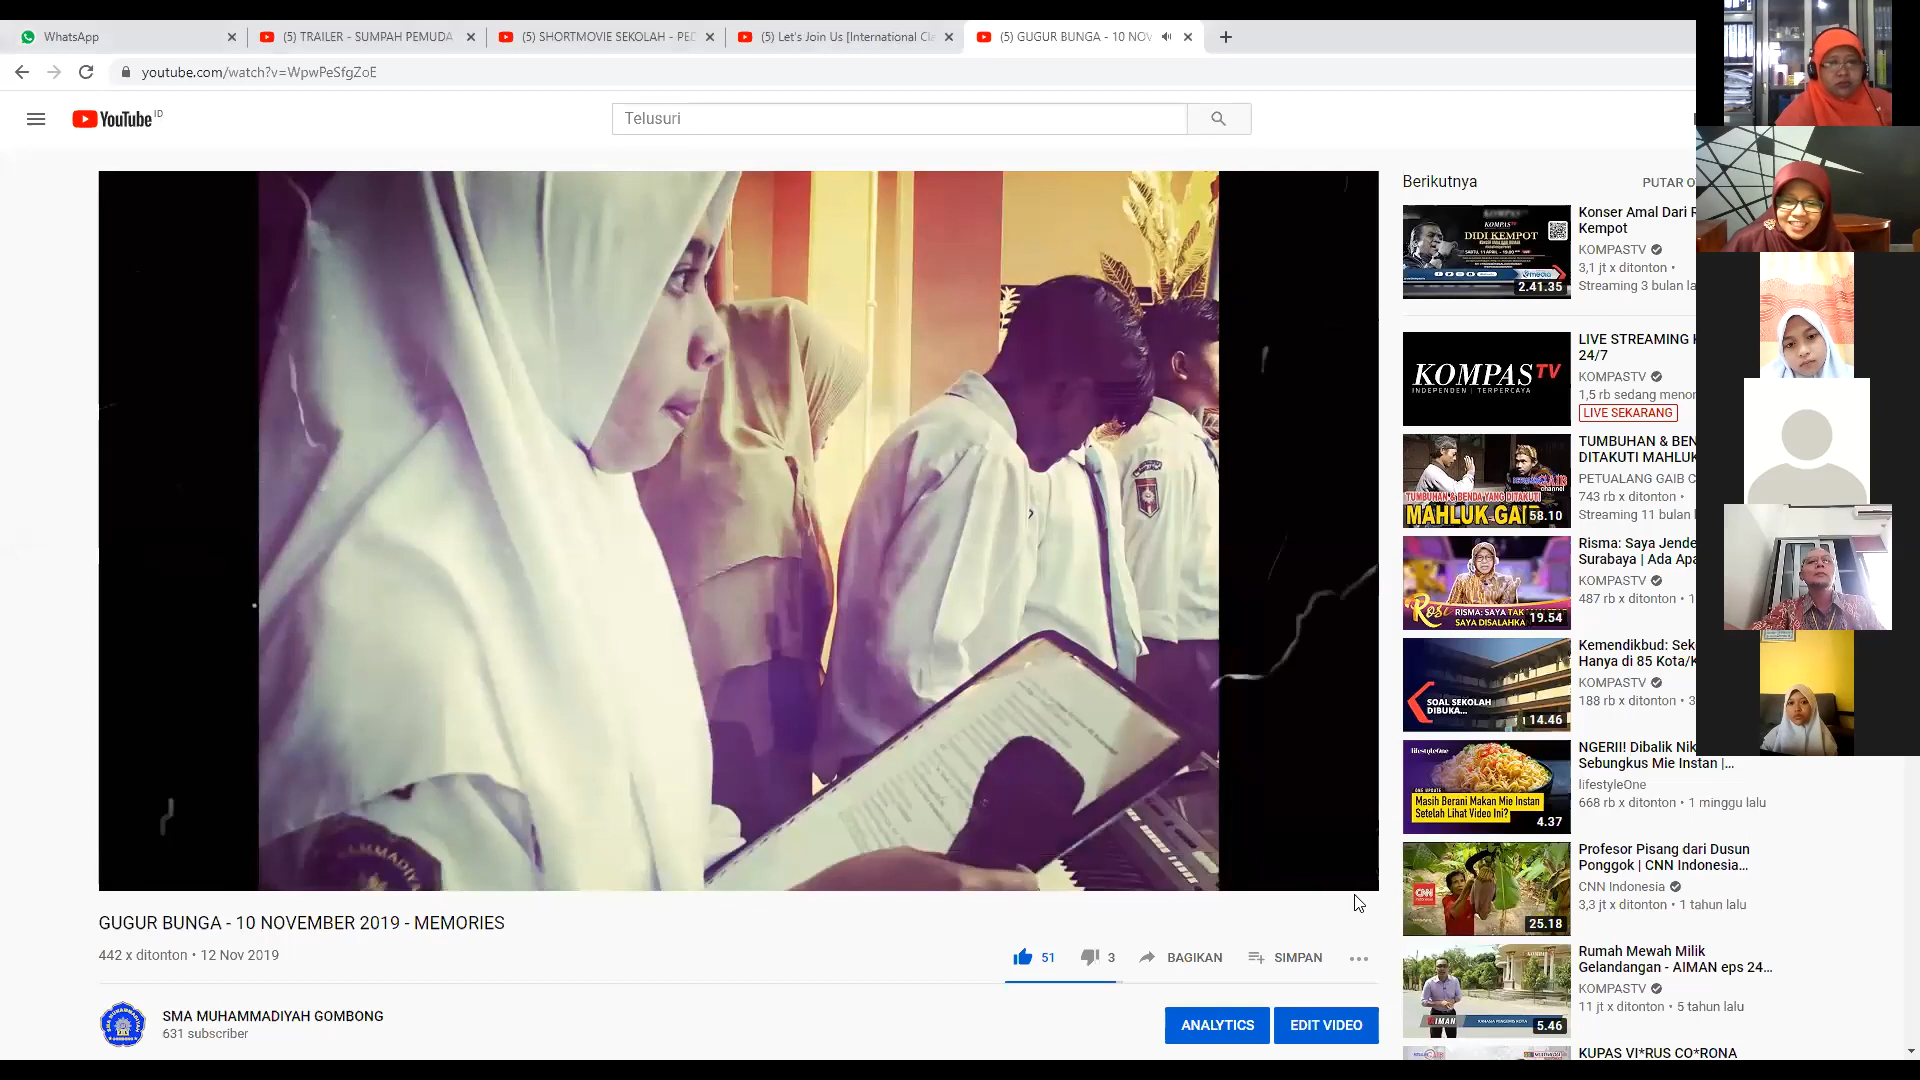 WhatsApp
(5) TRAILER - SUMPAH PEMUDA
(5) SHORTMOVIE SEKOLAH - PEC
(5) Let's Join Us [International Cla
(5) GUGUR BUNGA - 10 NOV
youtube.com/watch?v=WpwPeSfgZoE
YouTube ID
Telusuri
GUGUR BUNGA - 10 NOVEMBER 2019 - MEMORIES
442 x ditonton • 12 Nov 2019
51
3
BAGIKAN
SIMPAN
SMA MUHAMMADIYAH GOMBONG
631 subscriber
ANALYTICS
EDIT VIDEO
Berikutnya
PUTAR O
KOMPASTV
DIDI KEMPOT
2.41.35
Konser Amal Dari R
Kempot
KOMPASTV
3,1 jt x ditonton •
Streaming 3 bulan la
KOMPAS TV
INDEPENDEN | TERPERCAYA
LIVE STREAMING K
24/7
KOMPASTV
1,5 rb sedang menon
LIVE SEKARANG
TUMBUHAN & BENDA YANG DITAKUTI
MAHLUK GAI
58.10
TUMBUHAN & BEN
DITAKUTI MAHLUK
PETUALANG GAIB C
743 rb x ditonton •
Streaming 11 bulan l
Rosi
RISMA: SAYA TAK
SAYA DISALAHKA
19.54
Risma: Saya Jende
Surabaya | Ada Apa
KOMPASTV
487 rb x ditonton • 1
SOAL SEKOLAH
DIBUKA...
14.46
Kemendikbud: Sek
Hanya di 85 Kota/K
KOMPASTV
188 rb x ditonton • 3
lifestyleOne
Masih Berani Makan Mie Instan
Setelah Lihat Video Ini?
4.37
NGERI! Dibalik Nik
Sebungkus Mie Instan |...
lifestyleOne
668 rb x ditonton • 1 minggu lalu
CNN
25.18
Profesor Pisang dari Dusun
Ponggok | CNN Indonesia...
CNN Indonesia
3,3 jt x ditonton • 1 tahun lalu
AIMAN
5.46
Rumah Mewah Milik
Gelandangan - AIMAN eps 24...
KOMPASTV
11 jt x ditonton • 5 tahun lalu
KUPAS VI*RUS CO*RONA